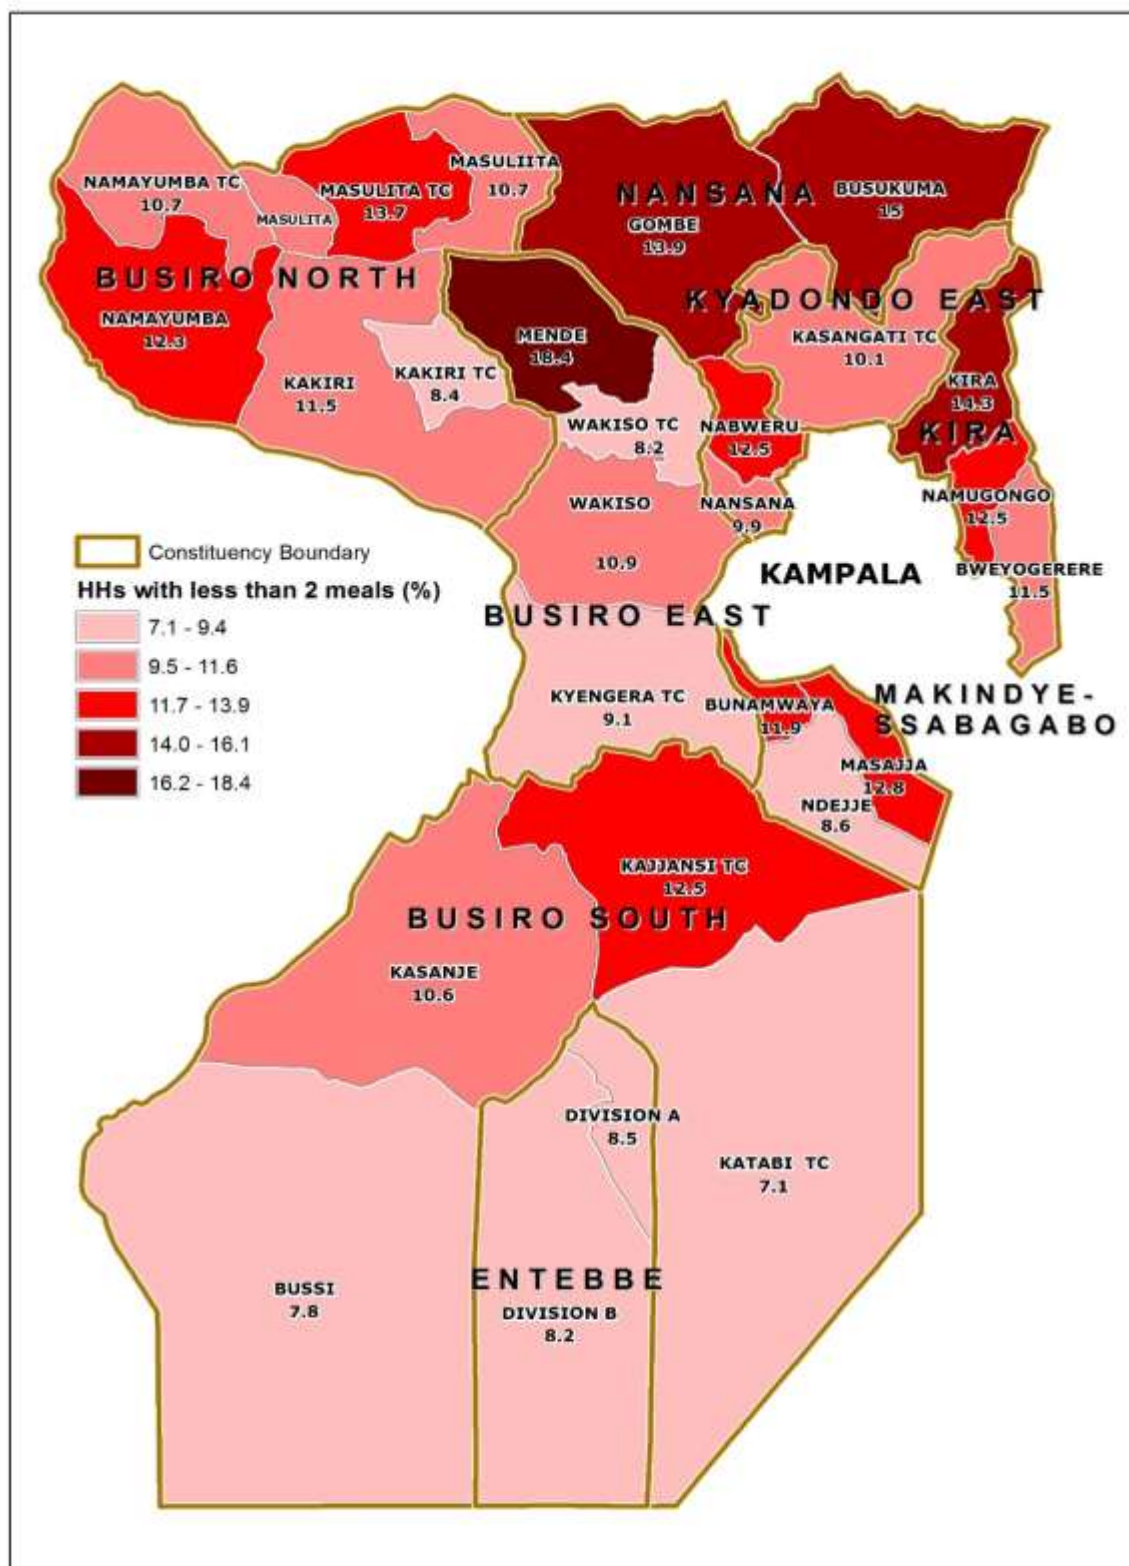 NAMAYUMBA TC
10.7
MASULITA
MASULITA TC
13.7
MASULIITA
10.7
NANSANA
GOMBE
13.9
BUSUKUMA
15
BUSIRO NORTH
NAMAYUMBA
12.3
KAKIRI
11.5
KAKIRI TC
8.4
MENDE
18.4
KYADONDO EAST
KASANGATI TC
10.1
KIRA
14.3
KIRA
WAKISO TC
8.2
NABWERU
12.5
NANSANA
9.9
NAMUGONGO
12.5
BWEYOGERERE
11.5
WAKISO
10.9
KAMPALA
Constituency Boundary
HHs with less than 2 meals (%)
7.1 - 9.4
9.5 - 11.6
11.7 - 13.9
14.0 - 16.1
16.2 - 18.4
BUSIRO EAST
KYENGERA TC
9.1
BUNAMWAYA
11.9
MAKINDYE-
SSABAGABO
MASAJJA
12.8
NDEJJE
8.6
KAJJANSI TC
12.5
BUSIRO SOUTH
KASANJE
10.6
DIVISION A
8.5
KATABI TC
7.1
BUSSI
7.8
ENTEBBE
DIVISION B
8.2